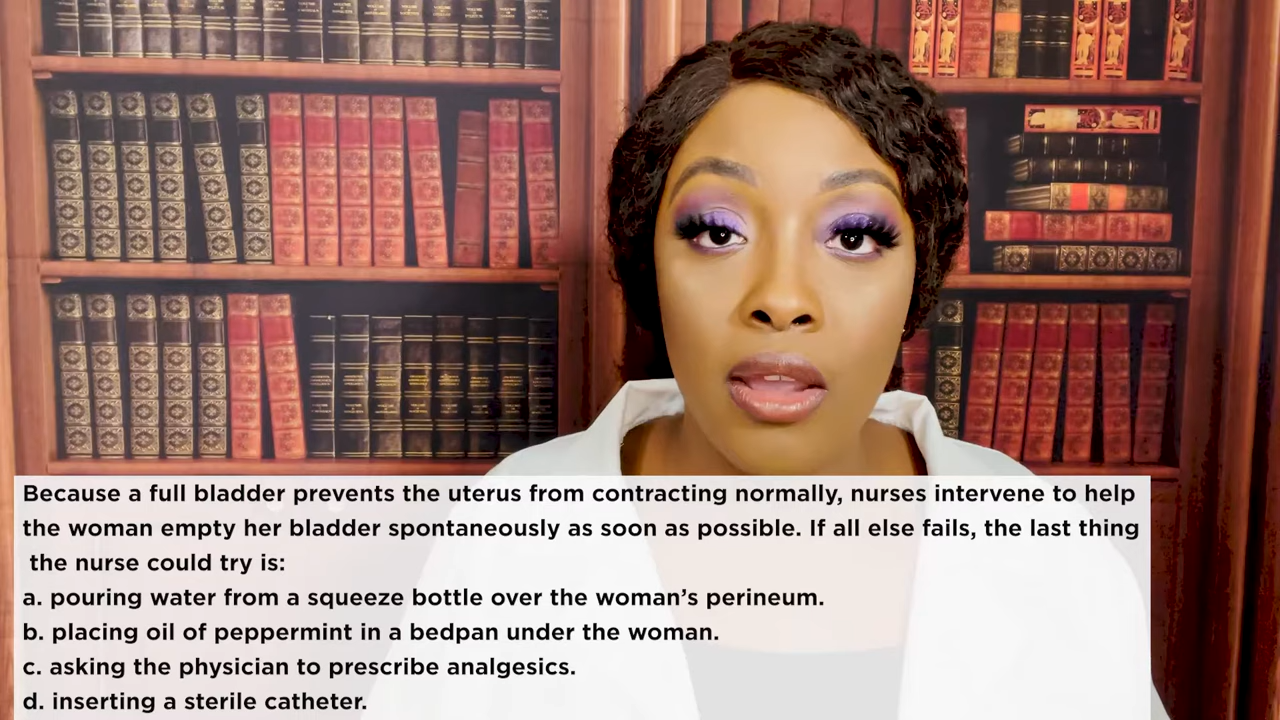 Because a full bladder prevents the uterus from contracting normally, nurses intervene to help
the woman empty her bladder spontaneously as soon as possible. If all else fails, the last thing
the nurse could try is:
a. pouring water from a squeeze bottle over the woman’s perineum.
b. placing oil of peppermint in a bedpan under the woman.
c. asking the physician to prescribe analgesics.
d. inserting a sterile catheter.